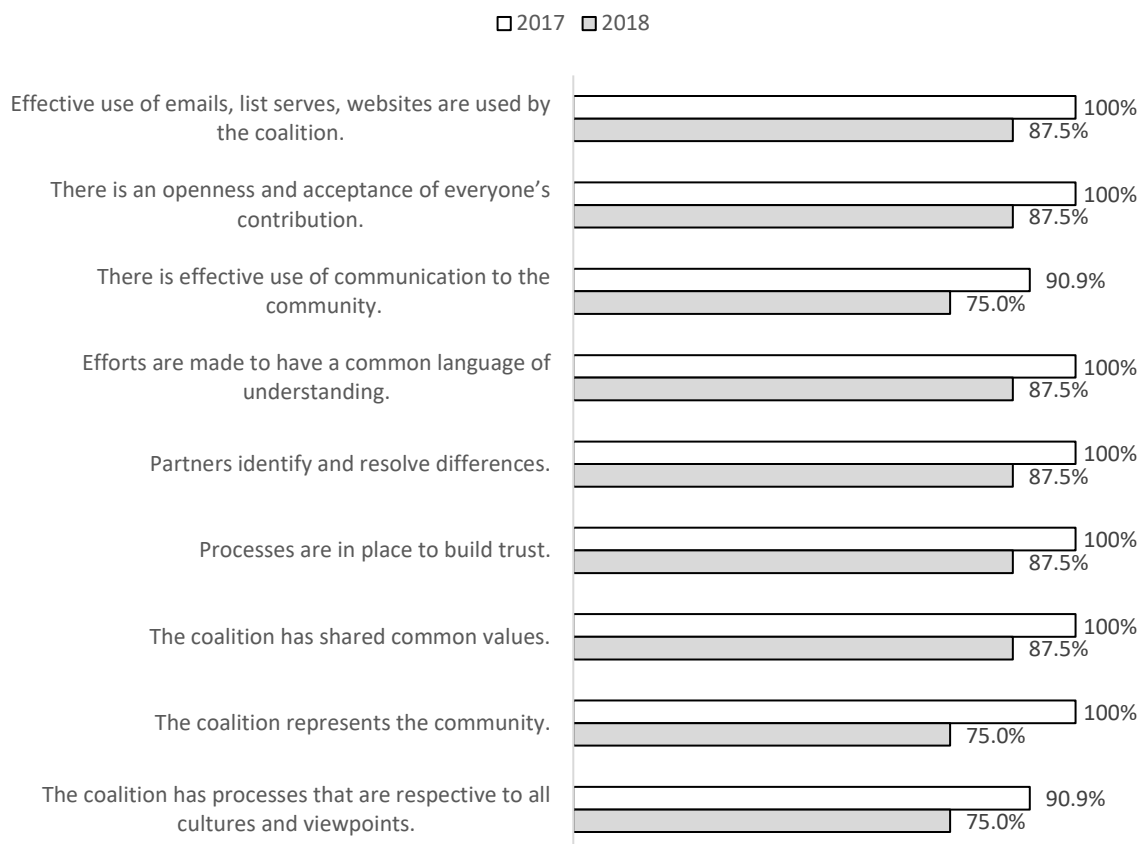 2017 2018
Effective use of emails, list serves, websites are used by
the coalition.
100%
87.5%
There is an openness and acceptance of everyone’s
contribution.
100%
87.5%
There is effective use of communication to the
community.
90.9%
75.0%
Efforts are made to have a common language of
understanding.
100%
87.5%
Partners identify and resolve differences.
100%
87.5%
Processes are in place to build trust.
100%
87.5%
The coalition has shared common values.
100%
87.5%
The coalition represents the community.
100%
75.0%
The coalition has processes that are respective to all
cultures and viewpoints.
90.9%
75.0%